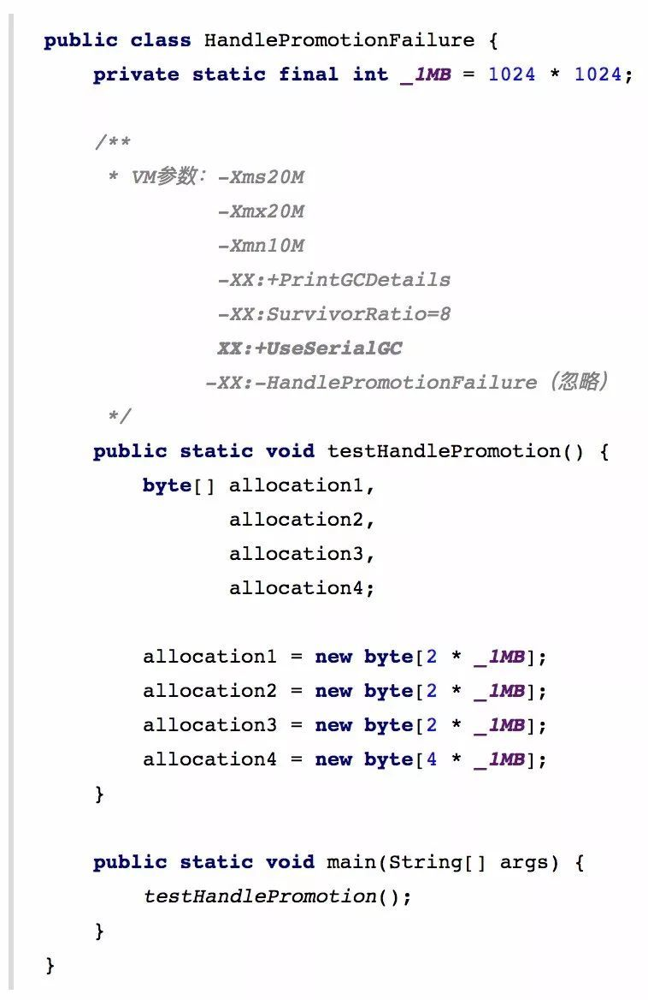 public class HandlePromotionFailure {
    private static final int _1MB = 1024 * 1024;

    /**
     * VM参数：-Xms20M
              -Xmx20M
              -Xmn10M
              -XX:+PrintGCDetails
              -XX:SurvivorRatio=8
              XX:+UseSerialGC
             -XX:-HandlePromotionFailure（忽略）
     */
    public static void testHandlePromotion() {
        byte[] allocation1,
               allocation2,
               allocation3,
               allocation4;

        allocation1 = new byte[2 * _1MB];
        allocation2 = new byte[2 * _1MB];
        allocation3 = new byte[2 * _1MB];
        allocation4 = new byte[4 * _1MB];
    }

    public static void main(String[] args) {
        testHandlePromotion();
    }
}